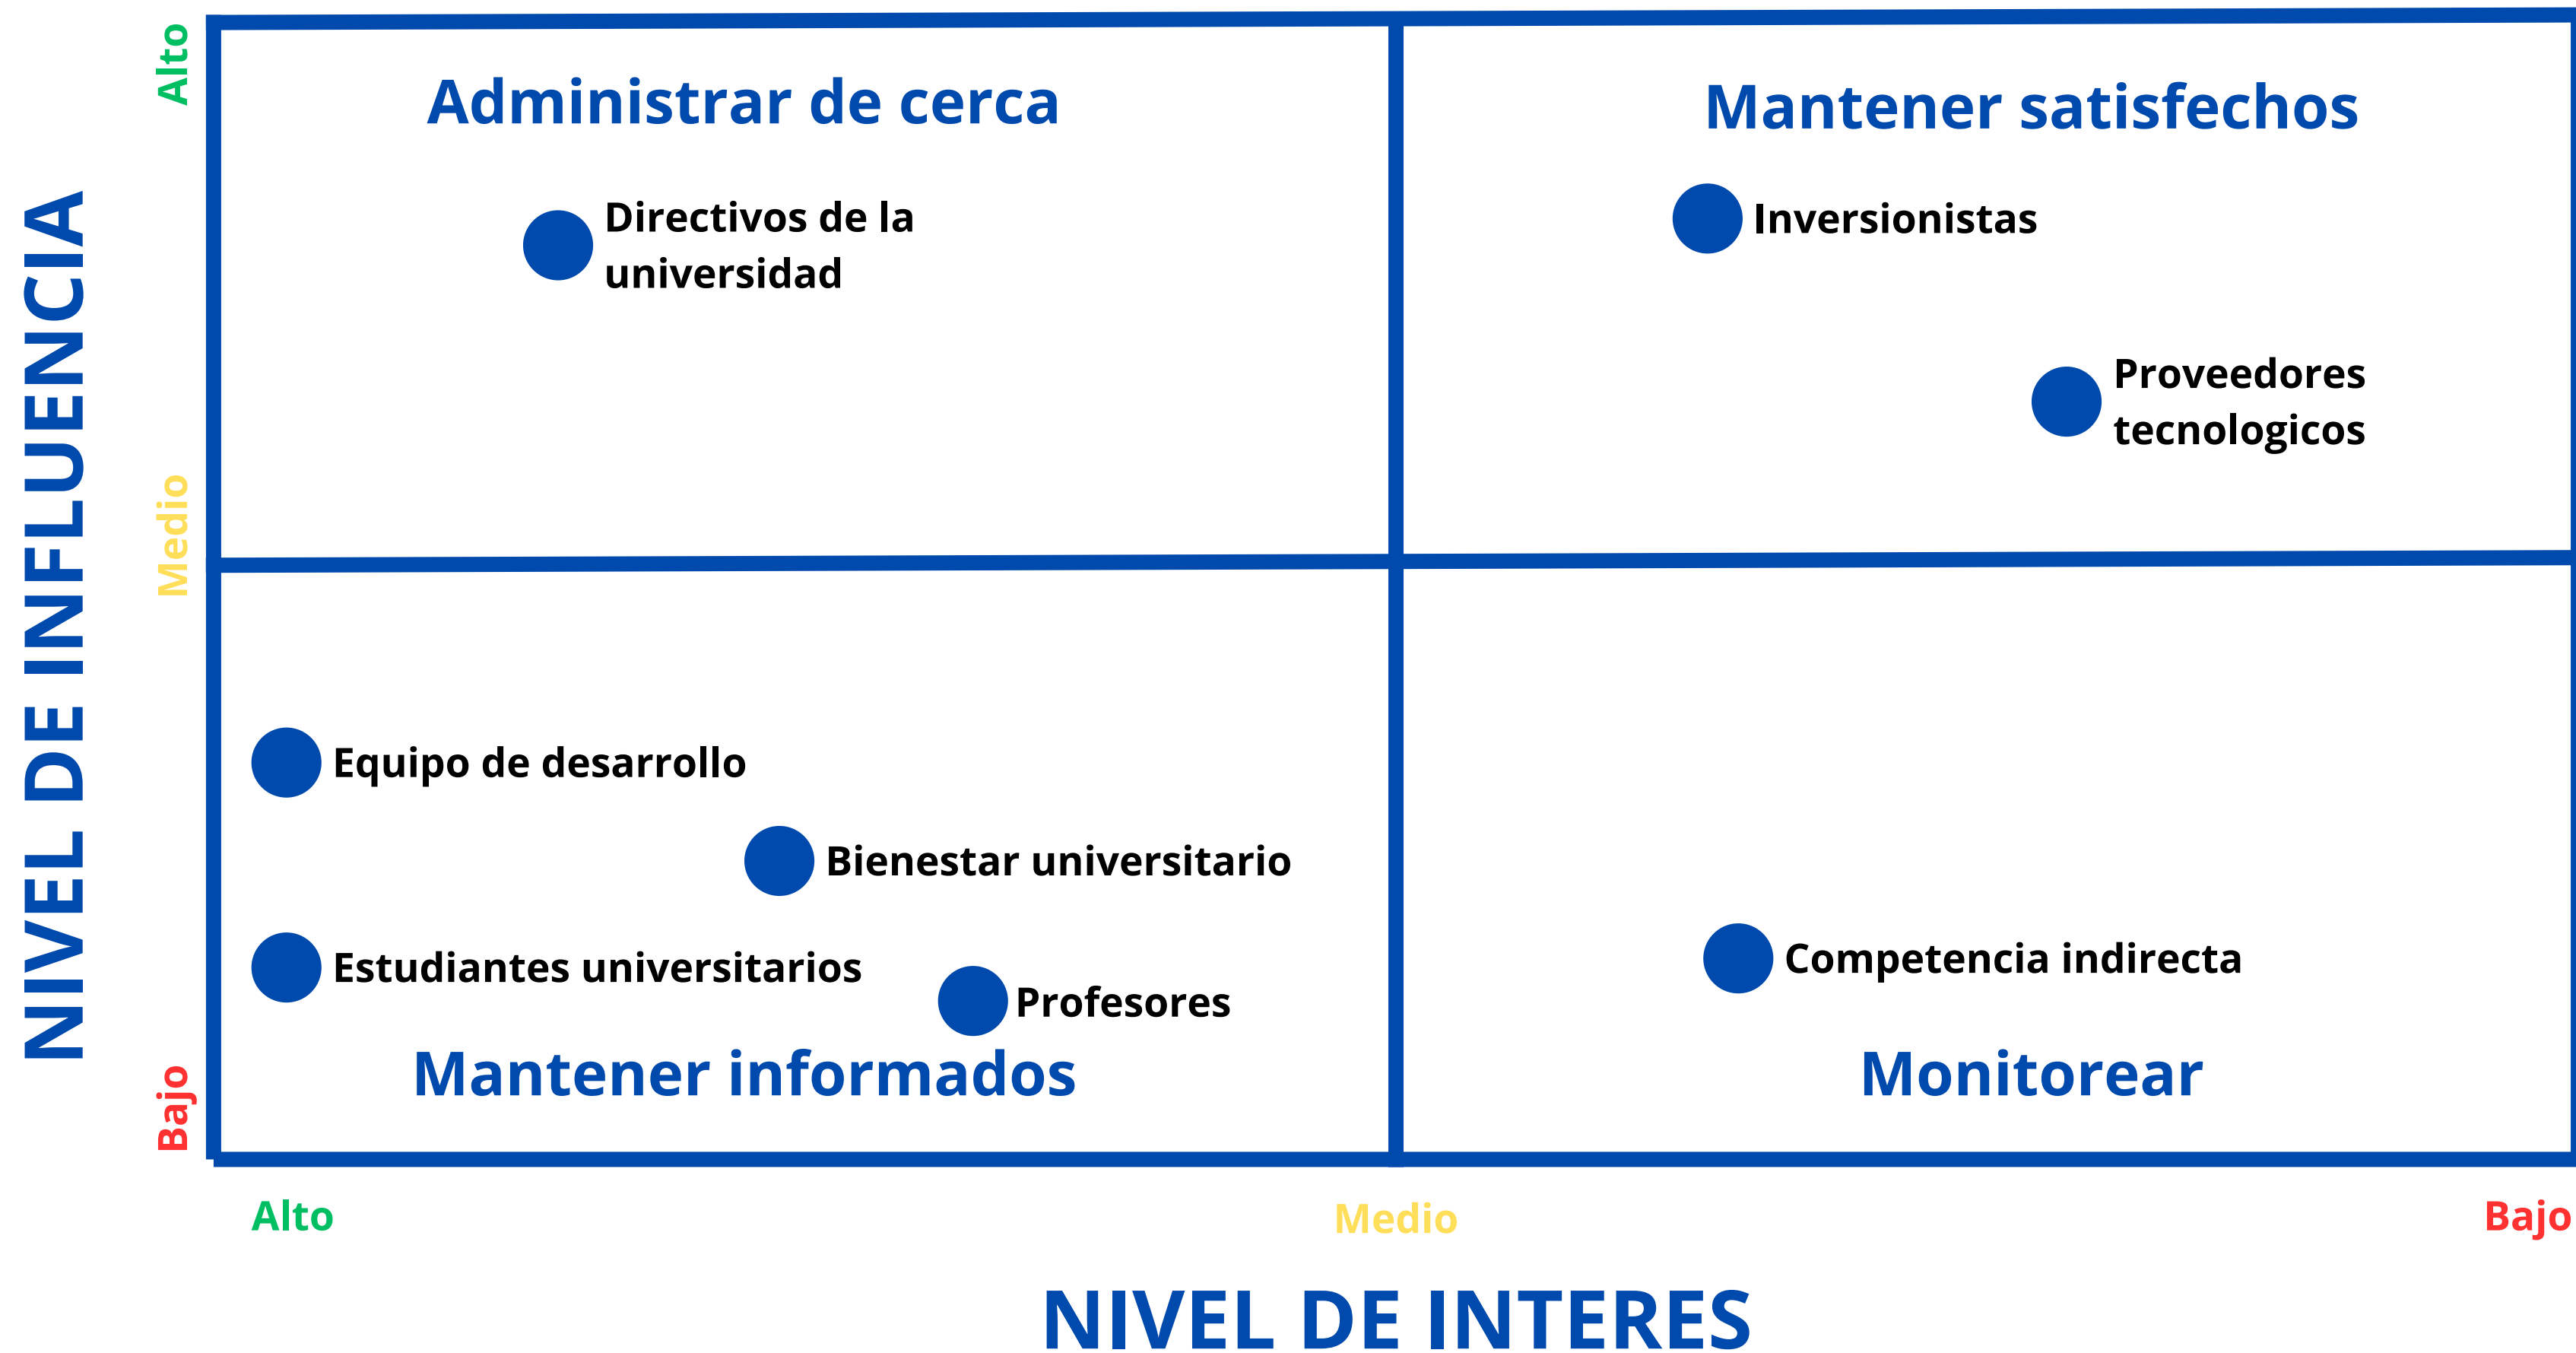 NIVEL DE INFLUENCIA
Alto
Medio
Bajo
Administrar de cerca
Directivos de la
universidad
Mantener satisfechos
Inversionistas
Proveedores
tecnologicos
Equipo de desarrollo
Bienestar universitario
Estudiantes universitarios
Profesores
Mantener informados
Competencia indirecta
Monitorear
Alto
Medio
Bajo
NIVEL DE INTERES